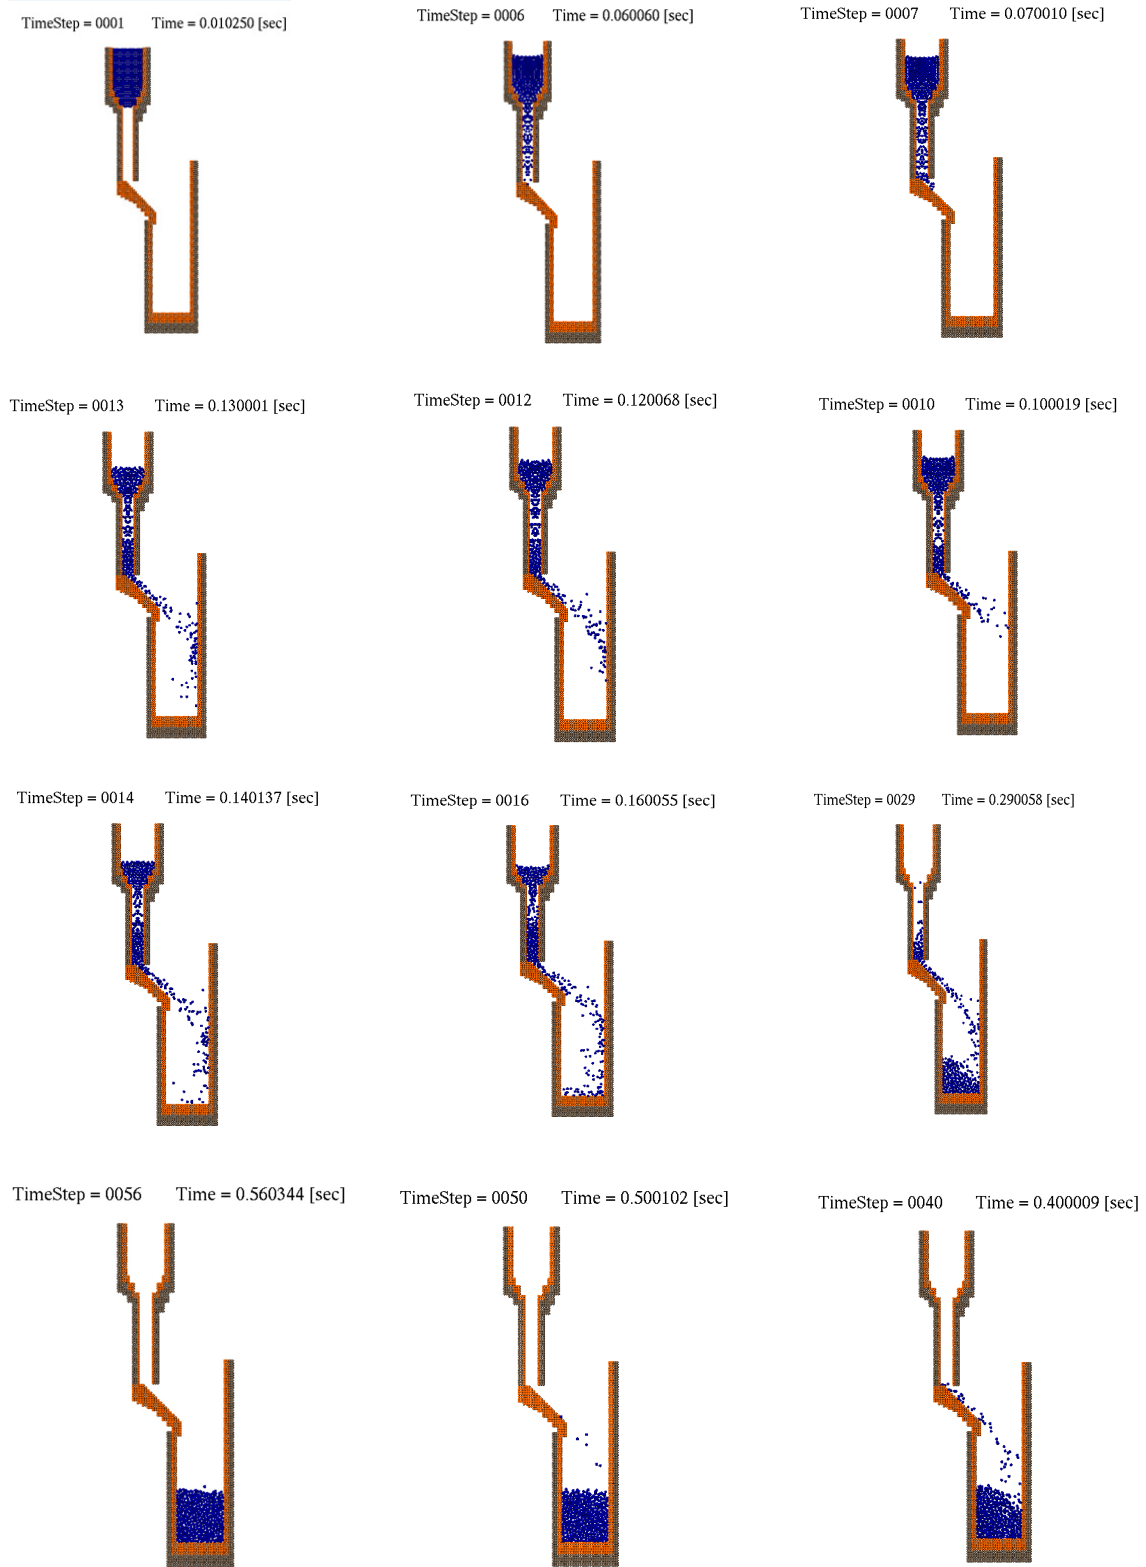 TimeStep = 0001 Time = 0.010250 [sec]
TimeStep = 0006 Time = 0.060060 [sec]
TimeStep = 0007 Time = 0.070010 [sec]
TimeStep = 0013 Time = 0.130001 [sec]
TimeStep = 0012 Time = 0.120068 [sec]
TimeStep = 0010 Time = 0.100019 [sec]
TimeStep = 0014 Time = 0.140137 [sec]
TimeStep = 0016 Time = 0.160055 [sec]
TimeStep = 0029 Time = 0.290058 [sec]
TimeStep = 0056 Time = 0.560344 [sec]
TimeStep = 0050 Time = 0.500102 [sec]
TimeStep = 0040 Time = 0.400009 [sec]